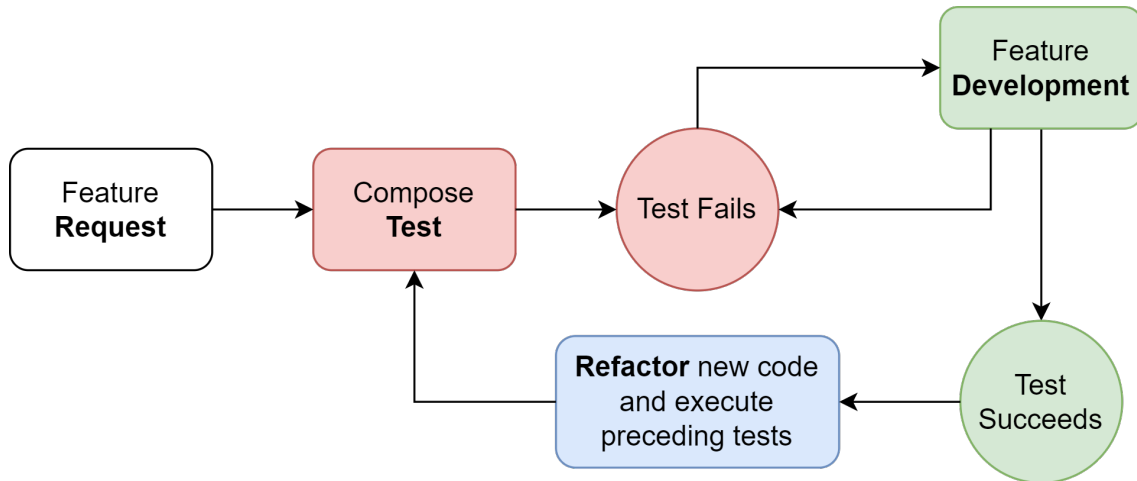 Feature
Development
Feature
Request
Compose
Test
Test Fails
Refactor new code
and execute
preceding tests
Test
Succeeds